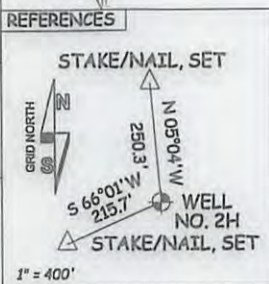 REFERENCES
STAKE/NAIL, SET
GRID NORTH
N
S
N 05°04'W
250.3'
S 66°01'W
215.7'
WELL
NO. 2H
STAKE/NAIL, SET
1" = 400'